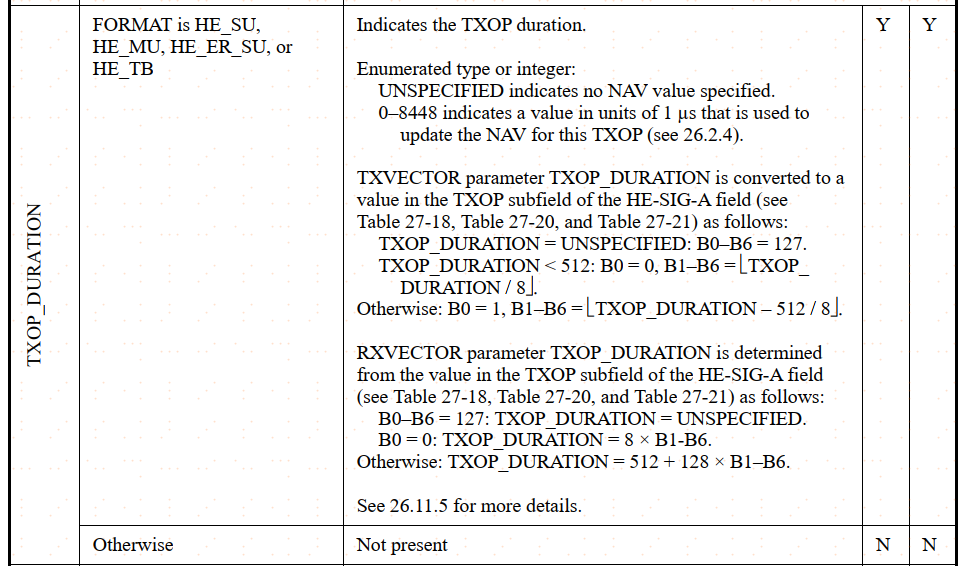 TXOP_DURATION
FORMAT is HE_SU,
HE_MU, HE_ER_SU, or
HE_TB
Indicates the TXOP duration.
Enumerated type or integer:
UNSPECIFIED indicates no NAV value specified.
0–8448 indicates a value in units of 1 µs that is used to
update the NAV for this TXOP (see 26.2.4).
TXVECTOR parameter TXOP_DURATION is converted to a
value in the TXOP subfield of the HE-SIG-A field (see
Table 27-18, Table 27-20, and Table 27-21) as follows:
TXOP_DURATION = UNSPECIFIED: B0–B6 = 127.
TXOP_DURATION < 512: B0 = 0, B1–B6 = ⌊TXOP_
DURATION / 8⌋.
Otherwise: B0 = 1, B1–B6 = ⌊TXOP_DURATION – 512 / 8⌋.
RXVECTOR parameter TXOP_DURATION is determined
from the value in the TXOP subfield of the HE-SIG-A field
(see Table 27-18, Table 27-20, and Table 27-21) as follows:
B0–B6 = 127: TXOP_DURATION = UNSPECIFIED.
B0 = 0: TXOP_DURATION = 8 × B1-B6.
Otherwise: TXOP_DURATION = 512 + 128 × B1–B6.
See 26.11.5 for more details.
Y Y
Otherwise
Not present
N N